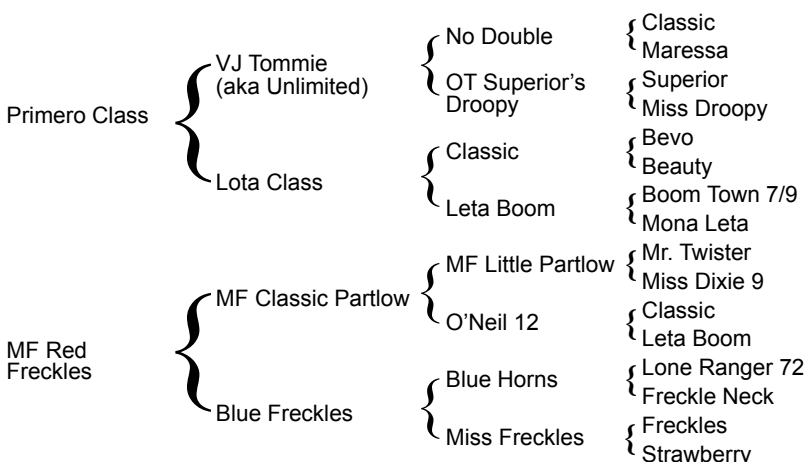 Primero Class
VJ Tommie
(aka Unlimited)
No Double
Classic
Maressa
OT Superior's
Droopy
Superior
Miss Droopy
Lota Class
Classic
Bevo
Beauty
Leta Boom
Boom Town 7/9
Mona Leta
MF Red
Freckles
MF Classic Partlow
MF Little Partlow
Mr. Twister
Miss Dixie 9
O'Neil 12
Classic
Leta Boom
Blue Freckles
Blue Horns
Lone Ranger 72
Freckle Neck
Miss Freckles
Freckles
Strawberry